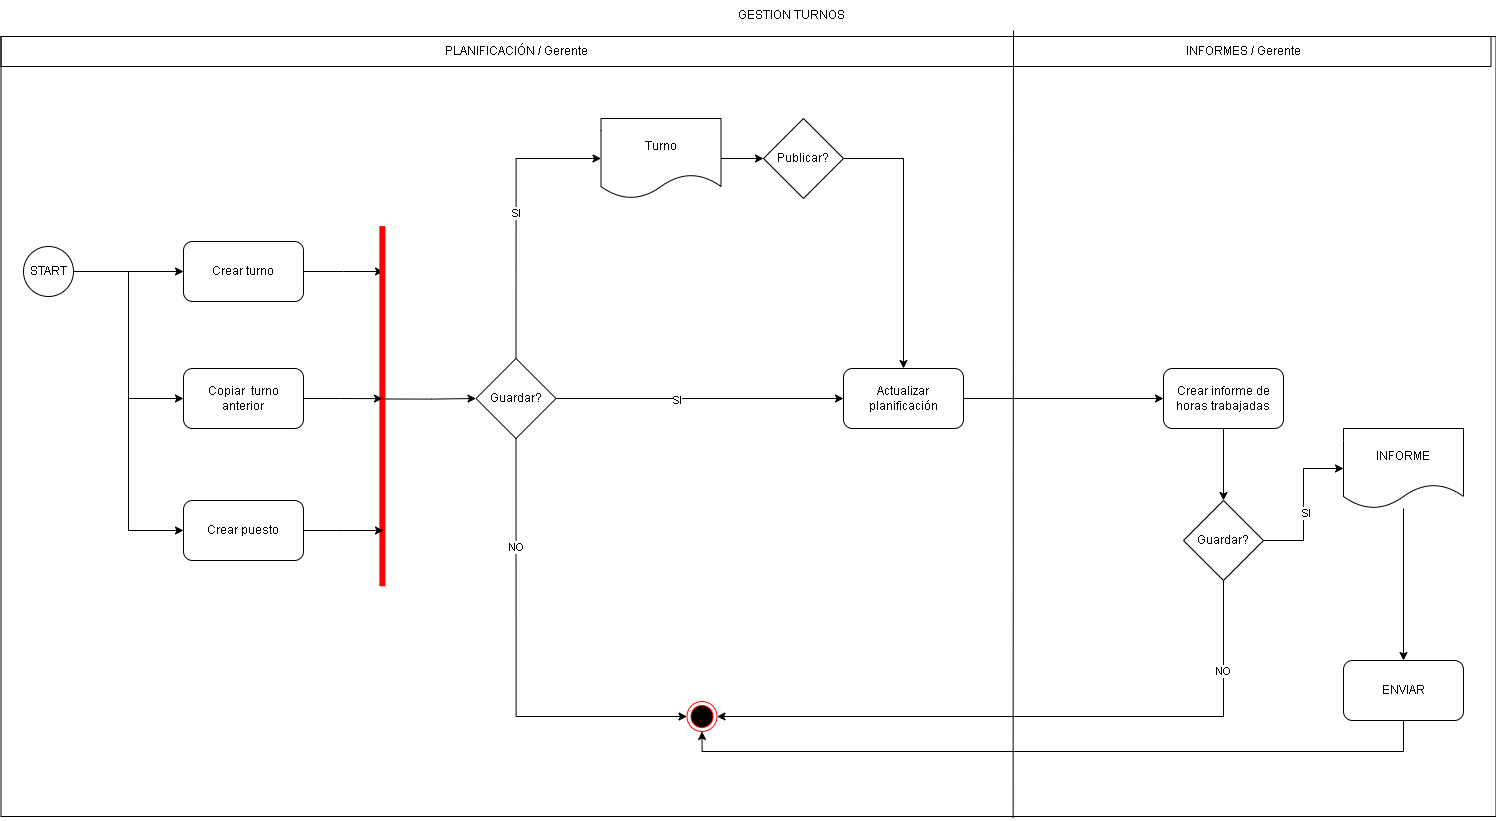 GESTION TURNOS
PLANIFICACIÓN / Gerente
INFORMES / Gerente
Turno
Publicar?
SI
START
Crear turno
Copiar turno
anterior
Guardar?
SI
Actualizar
planificación
Crear informe de
horas trabajadas
INFORME
SI
Crear puesto
Guardar?
NO
NO
ENVIAR